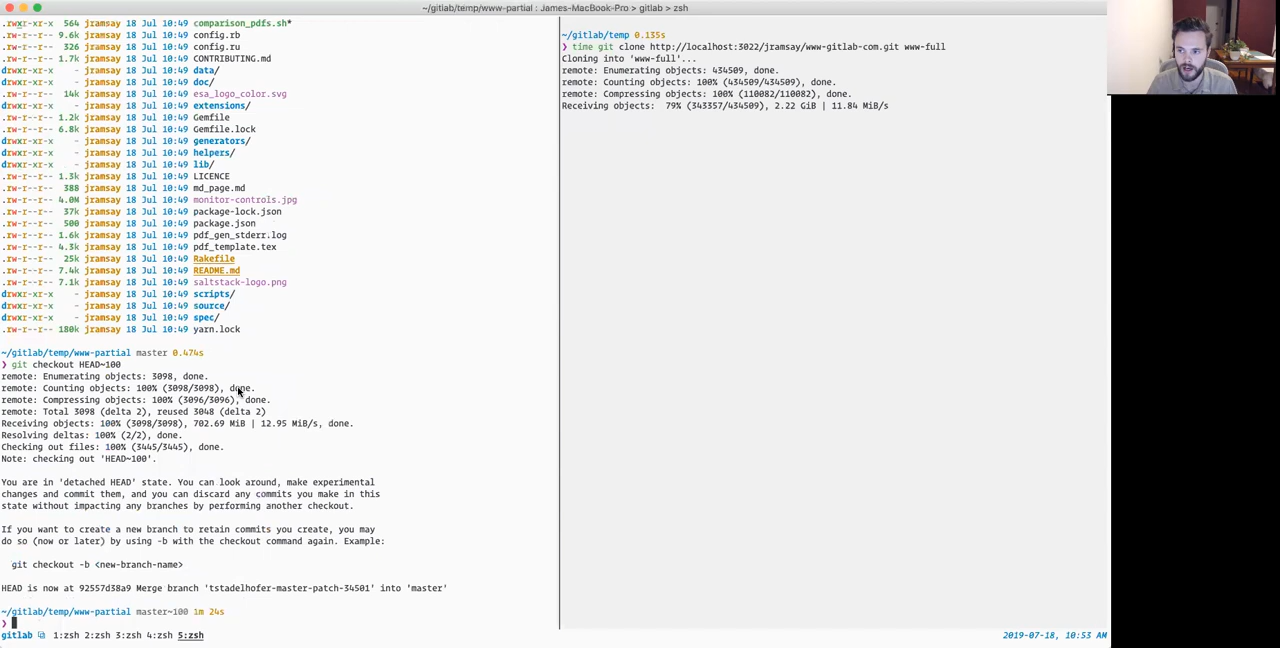 ~/gitlab/temp/www-partial : James-MacBook-Pro > gitlab > zsh
.rwxr-xr-x 564 jramsay 18 Jul 10:49 comparison_pdfs.sh*
.rw-r--r-- 9.6k jramsay 18 Jul 10:49 config.rb
.rw-r--r-- 326 jramsay 18 Jul 10:49 config.ru
.rw-r--r-- 1.7k jramsay 18 Jul 10:49 CONTRIBUTING.md
drwxr-xr-x - jramsay 18 Jul 10:49 data/
drwxr-xr-x - jramsay 18 Jul 10:49 doc/
.rw-r--r-- 14k jramsay 18 Jul 10:49 esa_logo_color.svg
drwxr-xr-x - jramsay 18 Jul 10:49 extensions/
.rw-r--r-- 1.2k jramsay 18 Jul 10:49 Gemfile
.rw-r--r-- 6.8k jramsay 18 Jul 10:49 Gemfile.lock
drwxr-xr-x - jramsay 18 Jul 10:49 generators/
drwxr-xr-x - jramsay 18 Jul 10:49 helpers/
drwxr-xr-x - jramsay 18 Jul 10:49 lib/
.rw-r--r-- 1.3k jramsay 18 Jul 10:49 LICENCE
.rw-r--r-- 388 jramsay 18 Jul 10:49 md_page.md
.rw-r--r-- 4.0M jramsay 18 Jul 10:49 monitor-controls.jpg
.rw-r--r-- 37k jramsay 18 Jul 10:49 package-lock.json
.rw-r--r-- 500 jramsay 18 Jul 10:49 package.json
.rw-r--r-- 1.6k jramsay 18 Jul 10:49 pdf_gen_stderr.log
.rw-r--r-- 4.3k jramsay 18 Jul 10:49 pdf_template.tex
.rw-r--r-- 25k jramsay 18 Jul 10:49 Rakefile
.rw-r--r-- 7.4k jramsay 18 Jul 10:49 README.md
.rw-r--r-- 7.1k jramsay 18 Jul 10:49 saltstack-logo.png
drwxr-xr-x - jramsay 18 Jul 10:49 scripts/
drwxr-xr-x - jramsay 18 Jul 10:49 source/
drwxr-xr-x - jramsay 18 Jul 10:49 spec/
.rw-r--r-- 180k jramsay 18 Jul 10:49 yarn.lock
~/gitlab/temp/www-partial master 0.474s
❯ git checkout HEAD~100
remote: Enumerating objects: 3098, done.
remote: Counting objects: 100% (3098/3098), done.
remote: Compressing objects: 100% (3096/3096), done.
remote: Total 3098 (delta 2), reused 3048 (delta 2)
Receiving objects: 100% (3098/3098), 702.69 MiB | 12.95 MiB/s, done.
Resolving deltas: 100% (2/2), done.
Checking out files: 100% (3445/3445), done.
Note: checking out 'HEAD~100'.
You are in 'detached HEAD' state. You can look around, make experimental
changes and commit them, and you can discard any commits you make in this
state without impacting any branches by performing another checkout.
If you want to create a new branch to retain commits you create, you may
do so (now or later) by using -b with the checkout command again. Example:
git checkout -b <new-branch-name>
HEAD is now at 92557d38a9 Merge branch 'tstadelhofer-master-patch-34501' into 'master'
~/gitlab/temp/www-partial master~100 1m 24s
❯
~/gitlab/temp 0.135s
❯ time git clone http://localhost:3022/jramsay/www-gitlab-com.git www-full
Cloning into 'www-full'...
remote: Enumerating objects: 434509, done.
remote: Counting objects: 100% (434509/434509), done.
remote: Compressing objects: 100% (110082/110082), done.
Receiving objects: 79% (343357/434509), 2.22 GiB | 11.84 MiB/s
gitlab 1:zsh 2:zsh 3:zsh 4:zsh 5:zsh
2019-07-18, 10:53 AM